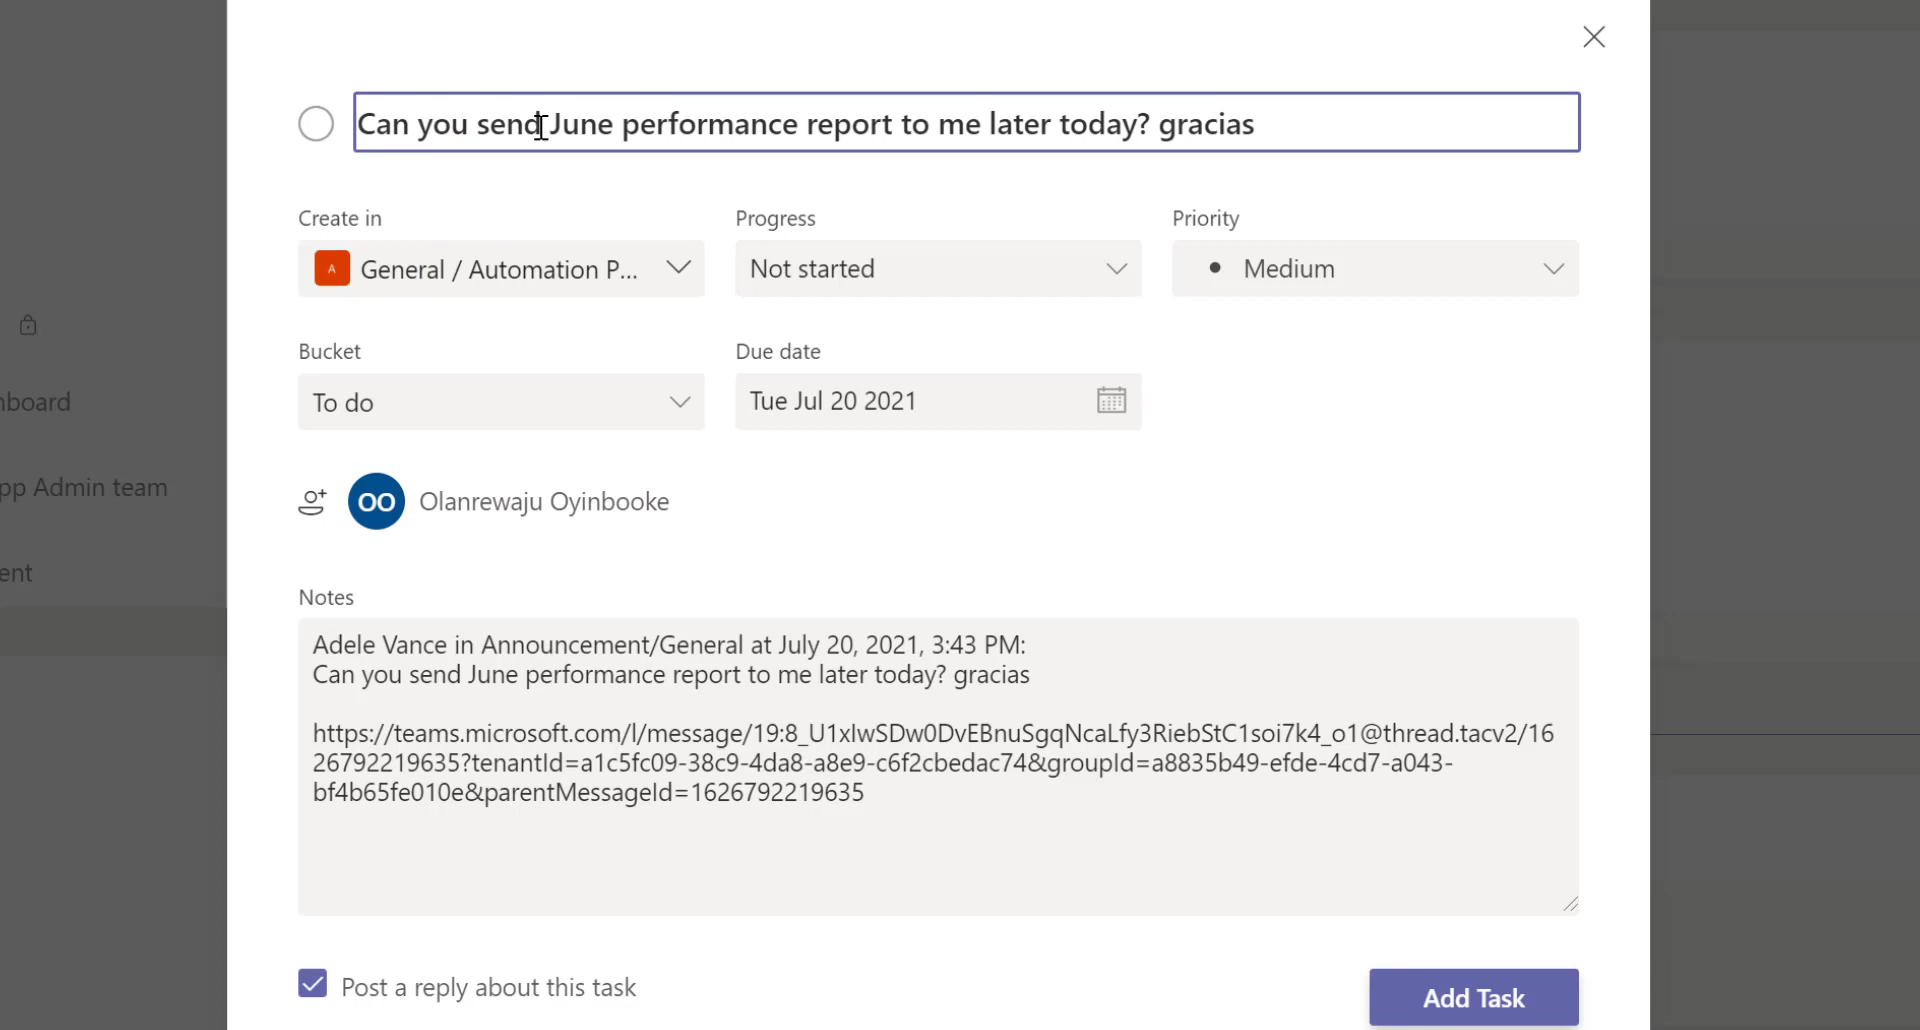 Can you send June performance report to me later today? gracias
Create in
Progress
Priority
A
General / Automation P...
Not started
Medium
Bucket
Due date
To do
Tue Jul 20 2021
nboard
pp Admin team
OO
Olanrewaju Oyinbooke
ent
Notes
Adele Vance in Announcement/General at July 20, 2021, 3:43 PM:
Can you send June performance report to me later today? gracias
https://teams.microsoft.com/l/message/19:8_U1xlwSDw0DvEBnuSgqNcaLfy3RiebStC1soi7k4_o1@thread.tacv2/16
26792219635?tenantId=a1c5fc09-38c9-4da8-a8e9-c6f2cbedac74&groupId=a8835b49-efde-4cd7-a043-
bf4b65fe010e&parentMessageId=1626792219635
Post a reply about this task
Add Task